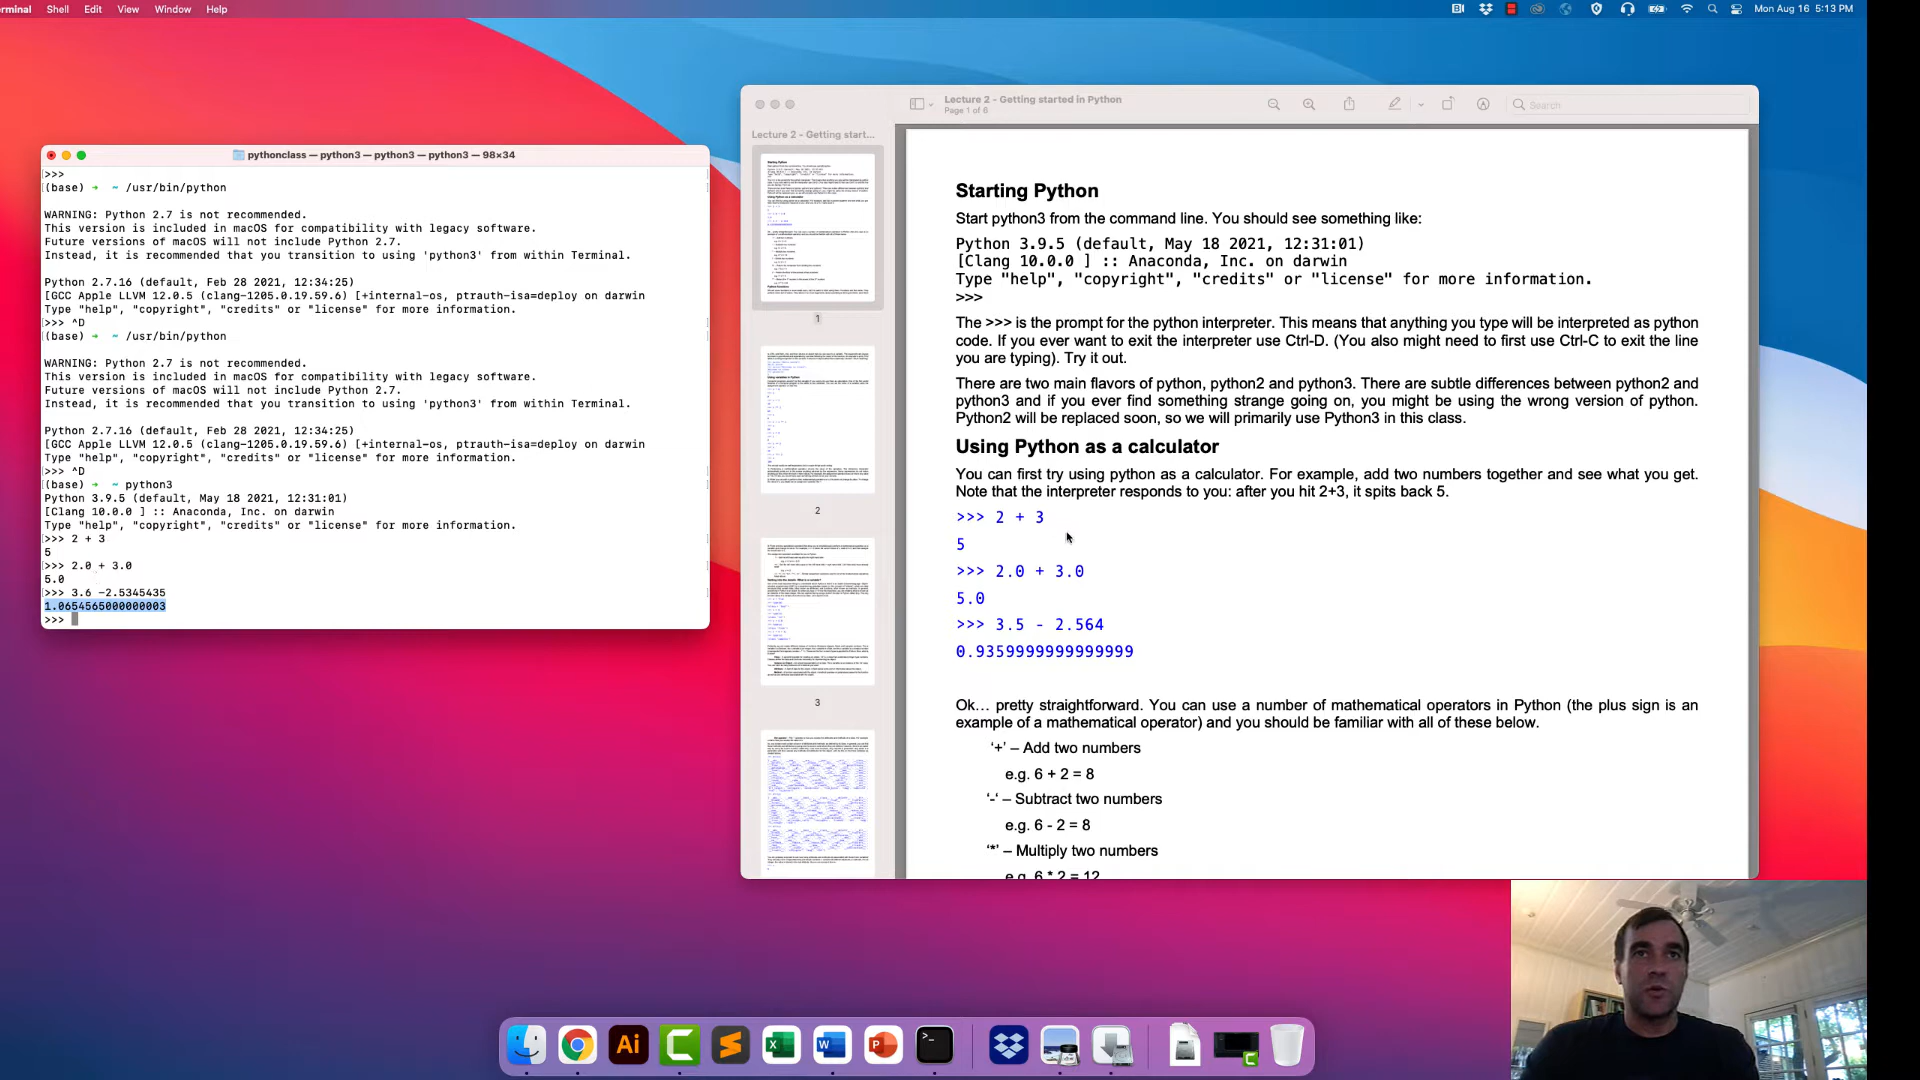 rminal Shell Edit View Window Help
Mon Aug 16 5:13 PM
pythonclass — python3 — python3 — python3 — 98×34
>>>
(base) ➜ ~ /usr/bin/python
WARNING: Python 2.7 is not recommended.
This version is included in macOS for compatibility with legacy software.
Future versions of macOS will not include Python 2.7.
Instead, it is recommended that you transition to using 'python3' from within Terminal.
Python 2.7.16 (default, Feb 28 2021, 12:34:25)
[GCC Apple LLVM 12.0.5 (clang-1205.0.19.59.6) [+internal-os, ptrauth-isa=deploy on darwin
Type "help", "copyright", "credits" or "license" for more information.
>>> ^D
(base) ➜ ~ /usr/bin/python
WARNING: Python 2.7 is not recommended.
This version is included in macOS for compatibility with legacy software.
Future versions of macOS will not include Python 2.7.
Instead, it is recommended that you transition to using 'python3' from within Terminal.
Python 2.7.16 (default, Feb 28 2021, 12:34:25)
[GCC Apple LLVM 12.0.5 (clang-1205.0.19.59.6) [+internal-os, ptrauth-isa=deploy on darwin
Type "help", "copyright", "credits" or "license" for more information.
>>> ^D
(base) ➜ ~ python3
Python 3.9.5 (default, May 18 2021, 12:31:01)
[Clang 10.0.0 ] :: Anaconda, Inc. on darwin
Type "help", "copyright", "credits" or "license" for more information.
>>> 2 + 3
5
>>> 2.0 + 3.0
5.0
>>> 3.6 -2.5345435
1.0654565000000003
>>>
Lecture 2 - Getting started in Python
Page 1 of 6
Search
Lecture 2 - Getting start...
1
2
3
Starting Python
Start python3 from the command line. You should see something like:
Python 3.9.5 (default, May 18 2021, 12:31:01)
[Clang 10.0.0 ] :: Anaconda, Inc. on darwin
Type "help", "copyright", "credits" or "license" for more information.
>>>
The >>> is the prompt for the python interpreter. This means that anything you type will be interpreted as python
code. If you ever want to exit the interpreter use Ctrl-D. (You also might need to first use Ctrl-C to exit the line
you are typing). Try it out.
There are two main flavors of python, python2 and python3. There are subtle differences between python2 and
python3 and if you ever find something strange going on, you might be using the wrong version of python.
Python2 will be replaced soon, so we will primarily use Python3 in this class.
Using Python as a calculator
You can first try using python as a calculator. For example, add two numbers together and see what you get.
Note that the interpreter responds to you: after you hit 2+3, it spits back 5.
>>> 2 + 3
5
>>> 2.0 + 3.0
5.0
>>> 3.5 - 2.564
0.9359999999999999
Ok… pretty straightforward. You can use a number of mathematical operators in Python (the plus sign is an
example of a mathematical operator) and you should be familiar with all of these below.
‘+’ – Add two numbers
e.g. 6 + 2 = 8
‘-‘ – Subtract two numbers
e.g. 6 - 2 = 8
‘*’ – Multiply two numbers
e.g. 6 * 2 = 12
Ai
X
W
P
>_